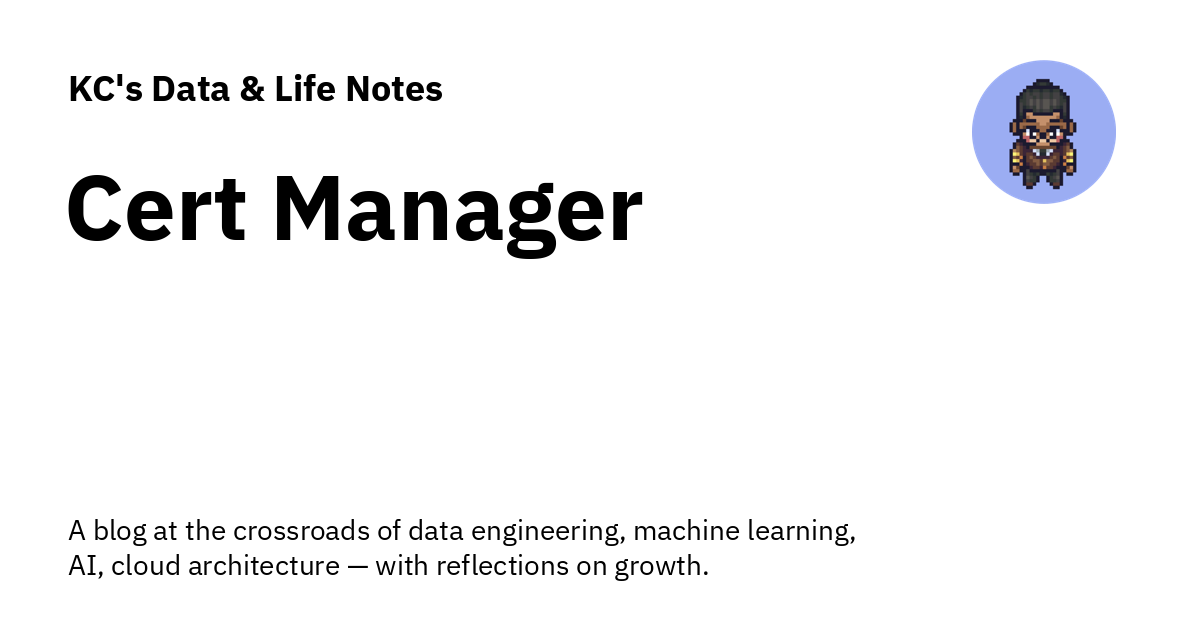 KC's Data & Life Notes
Cert Manager
A blog at the crossroads of data engineering, machine learning,
AI, cloud architecture — with reflections on growth.